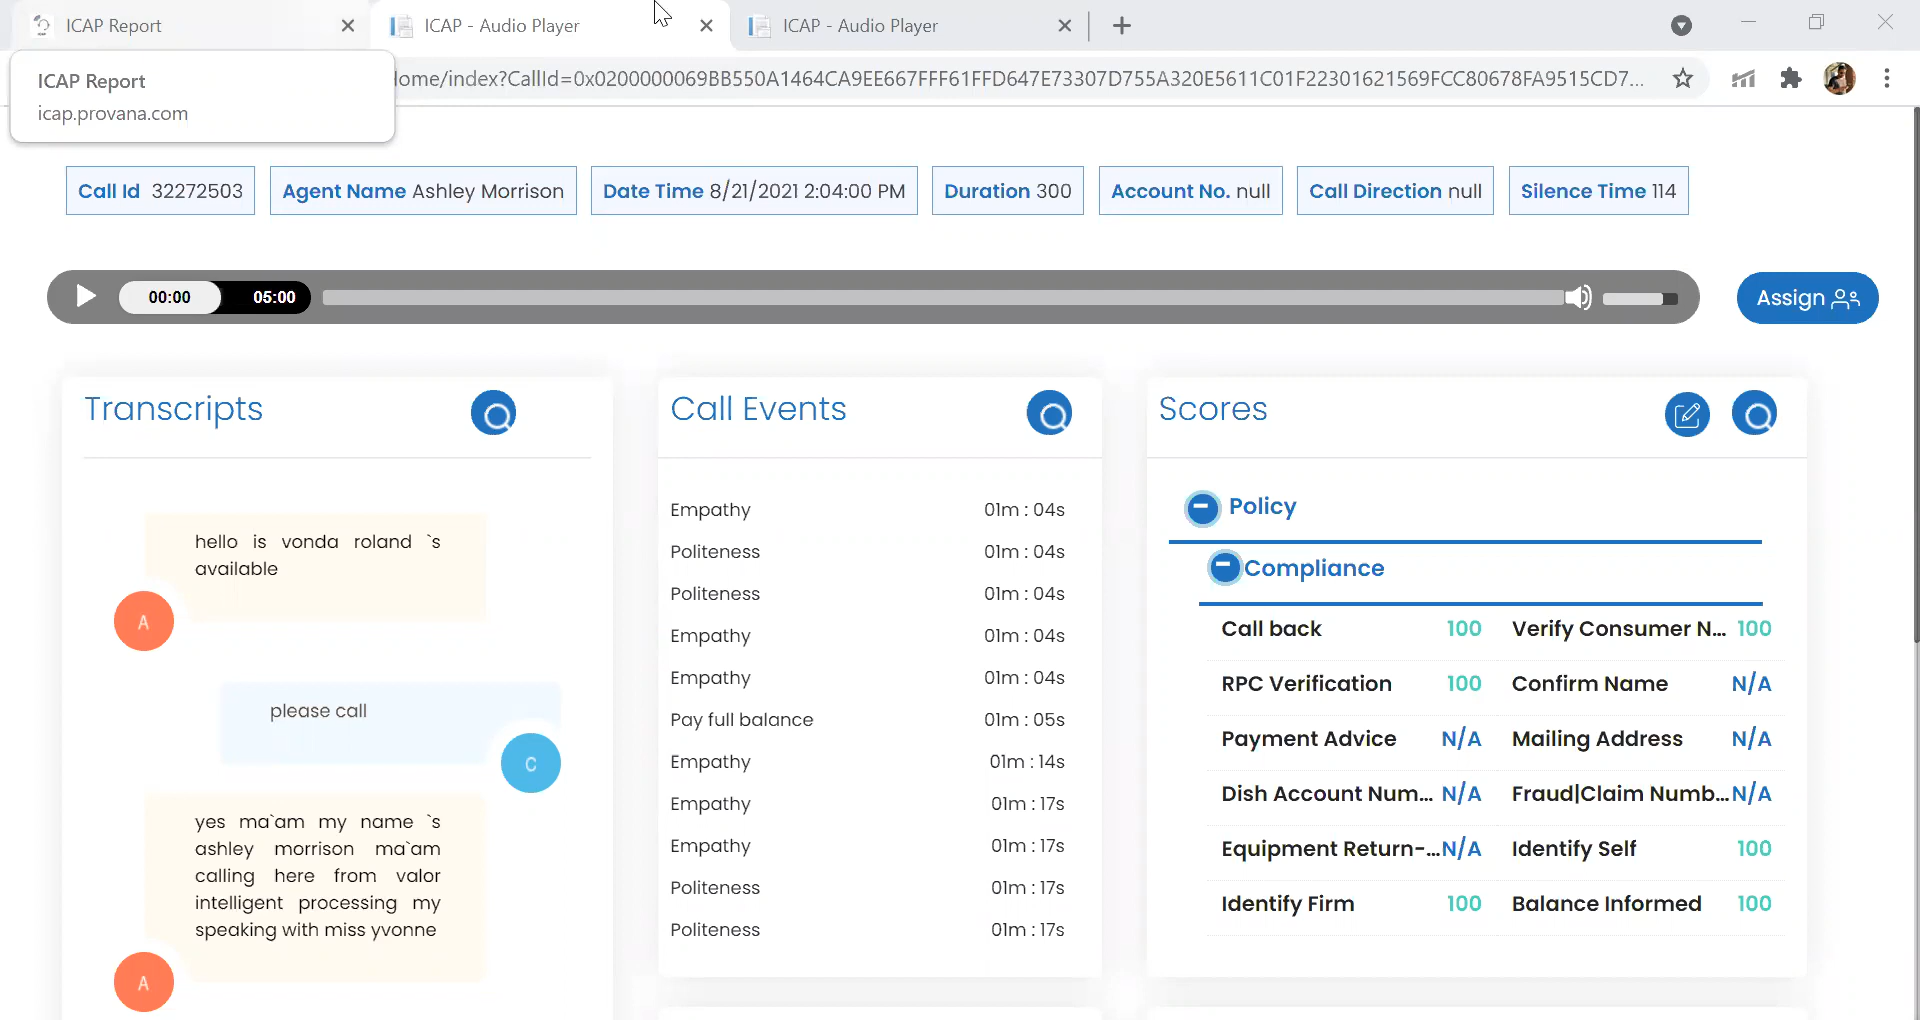 ICAP Report
ICAP - Audio Player
ICAP - Audio Player
ICAP Report
icap.provana.com
ome/index?CallId=0x0200000069BB550A1464CA9EE667FFF61FFD647E73307D755A320E5611C01F22301621569FCC80678FA9515CD7...
Call Id 32272503
Agent Name Ashley Morrison
Date Time 8/21/2021 2:04:00 PM
Duration 300
Account No. null
Call Direction null
Silence Time 114
00:00 05:00
Assign
Transcripts
hello is vonda roland `s
available
A
please call
C
yes ma`am my name `s
ashley morrison ma`am
calling here from valor
intelligent processing my
speaking with miss yvonne
A
Call Events
Empathy 01m : 04s
Politeness 01m : 04s
Politeness 01m : 04s
Empathy 01m : 04s
Empathy 01m : 04s
Pay full balance 01m : 05s
Empathy 01m : 14s
Empathy 01m : 17s
Empathy 01m : 17s
Politeness 01m : 17s
Politeness 01m : 17s
Scores
Policy
Compliance
Call back 100 Verify Consumer N... 100
RPC Verification 100 Confirm Name N/A
Payment Advice N/A Mailing Address N/A
Dish Account Num... N/A Fraud|Claim Numb... N/A
Equipment Return-... N/A Identify Self 100
Identify Firm 100 Balance Informed 100